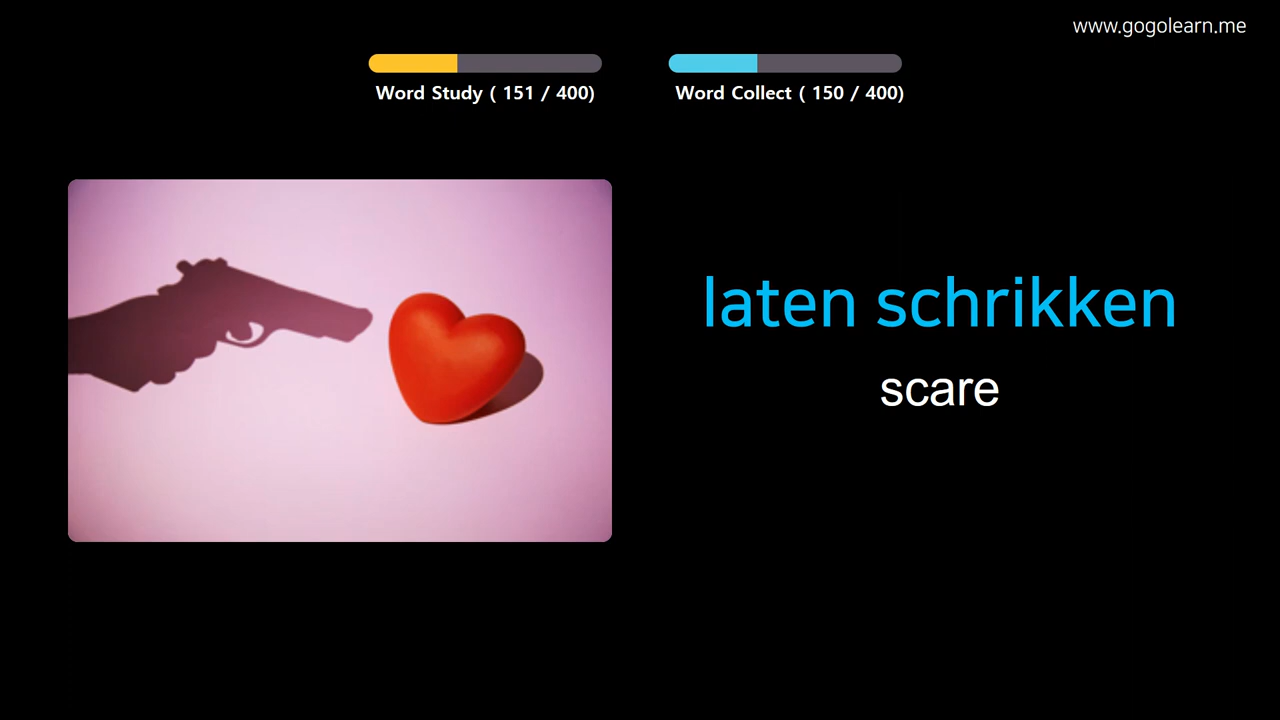 www.gogolearn.me
Word Study ( 151 / 400)
Word Collect ( 150 / 400)
laten schrikken
scare